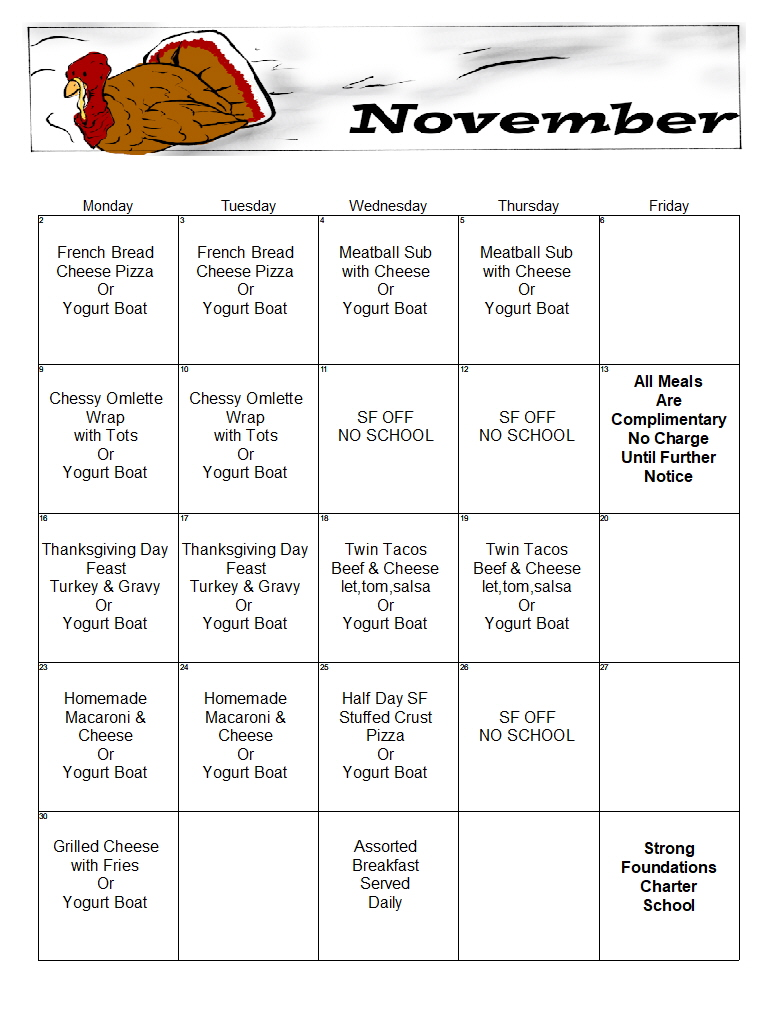 November
Monday
Tuesday
Wednesday
Thursday
Friday
2
French Bread
Cheese Pizza
Or
Yogurt Boat
3
French Bread
Cheese Pizza
Or
Yogurt Boat
4
Meatball Sub
with Cheese
Or
Yogurt Boat
5
Meatball Sub
with Cheese
Or
Yogurt Boat
6
9
Chessy Omlette
Wrap
with Tots
Or
Yogurt Boat
10
Chessy Omlette
Wrap
with Tots
Or
Yogurt Boat
11
SF OFF
NO SCHOOL
12
SF OFF
NO SCHOOL
13
All Meals
Are
Complimentary
No Charge
Until Further
Notice
16
Thanksgiving Day
Feast
Turkey & Gravy
Or
Yogurt Boat
17
Thanksgiving Day
Feast
Turkey & Gravy
Or
Yogurt Boat
18
Twin Tacos
Beef & Cheese
let,tom,salsa
Or
Yogurt Boat
19
Twin Tacos
Beef & Cheese
let,tom,salsa
Or
Yogurt Boat
20
23
Homemade
Macaroni &
Cheese
Or
Yogurt Boat
24
Homemade
Macaroni &
Cheese
Or
Yogurt Boat
25
Half Day SF
Stuffed Crust
Pizza
Or
Yogurt Boat
26
SF OFF
NO SCHOOL
27
30
Grilled Cheese
with Fries
Or
Yogurt Boat
Assorted
Breakfast
Served
Daily
Strong
Foundations
Charter
School